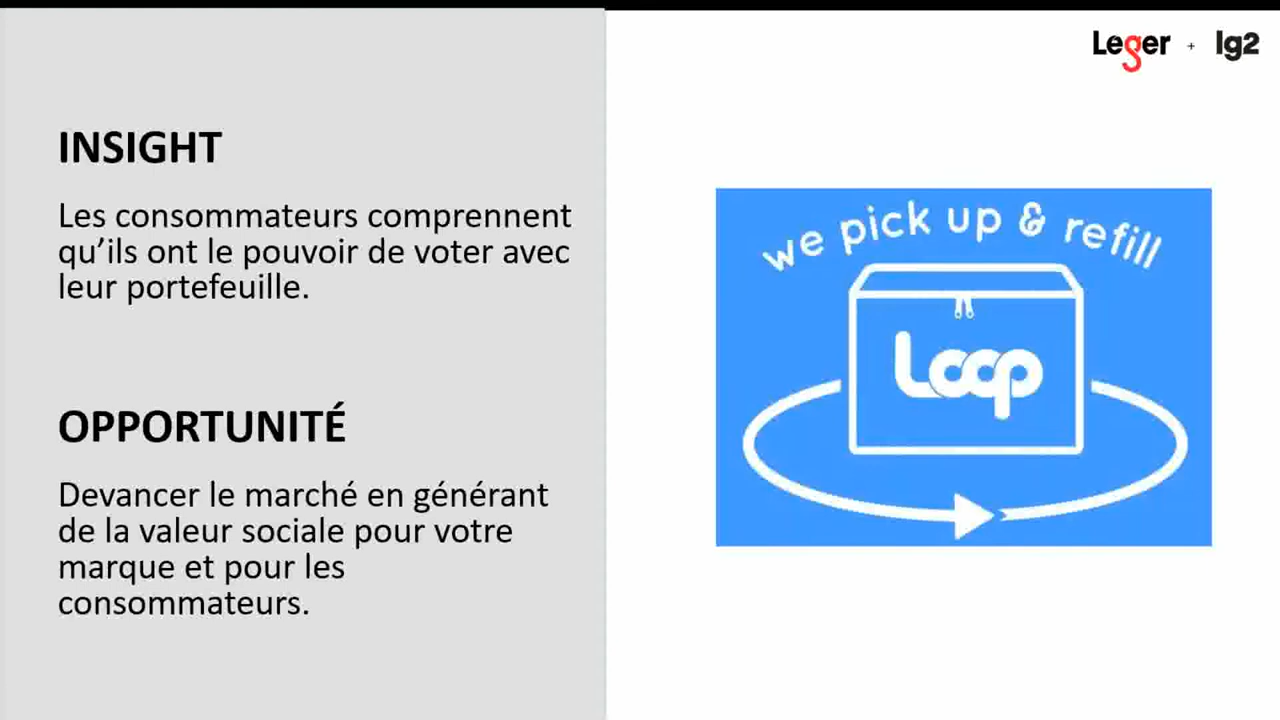 Leger + lg2
INSIGHT
Les consommateurs comprennent
qu’ils ont le pouvoir de voter avec
leur portefeuille.
OPPORTUNITÉ
Devancer le marché en générant
de la valeur sociale pour votre
marque et pour les
consommateurs.
we pick up & refill
Loop